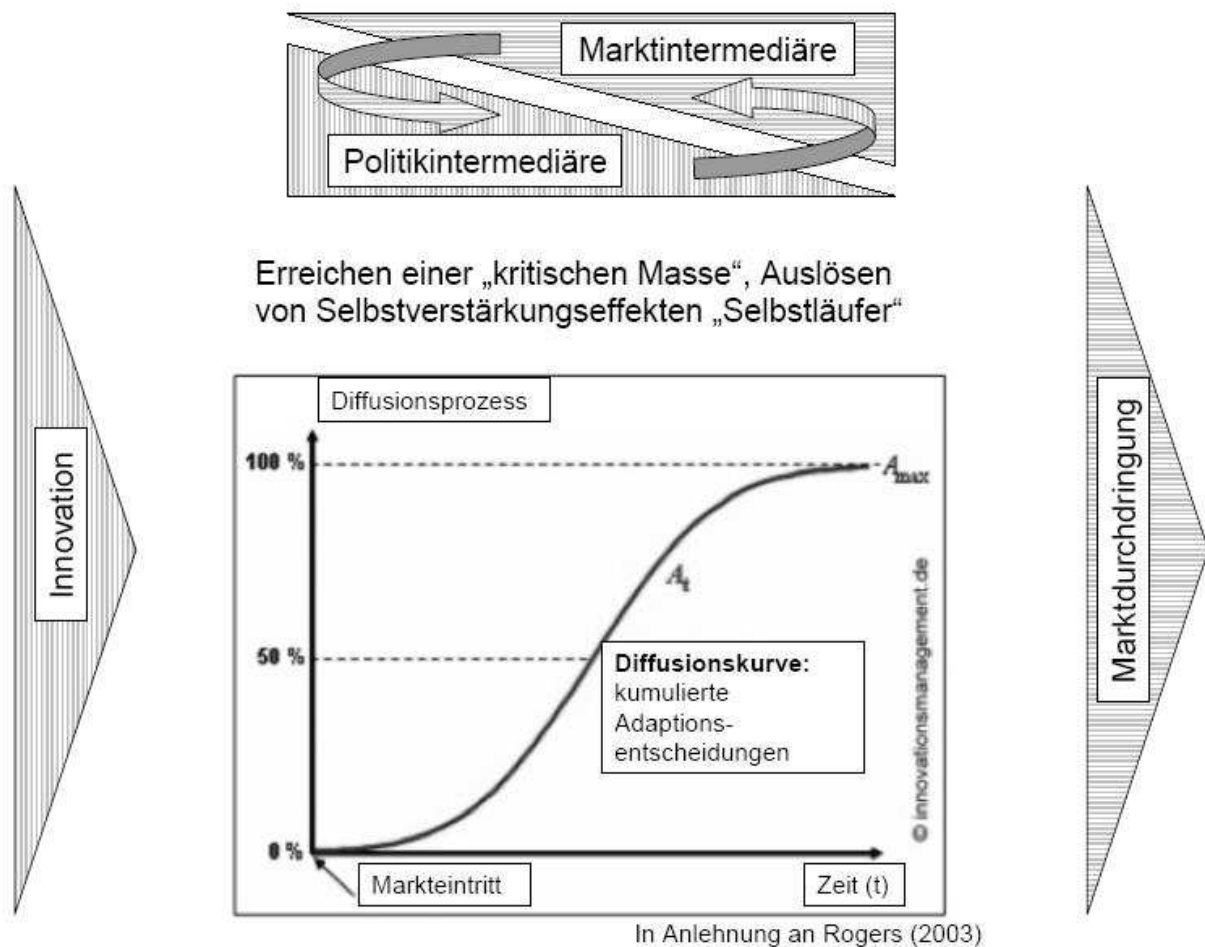 Marktintermediäre
Politikintermediäre
Erreichen einer „kritischen Masse“, Auslösen
von Selbstverstärkungseffekten „Selbstläufer“
Innovation
Diffusionsprozess
100 %
A_max
A_t
50 %
Diffusionskurve:
kumulierte
Adaptions-
entscheidungen
0 %
Markteintritt
Zeit (t)
© innovationsmanagement.de
Marktdurchdringung
In Anlehnung an Rogers (2003)